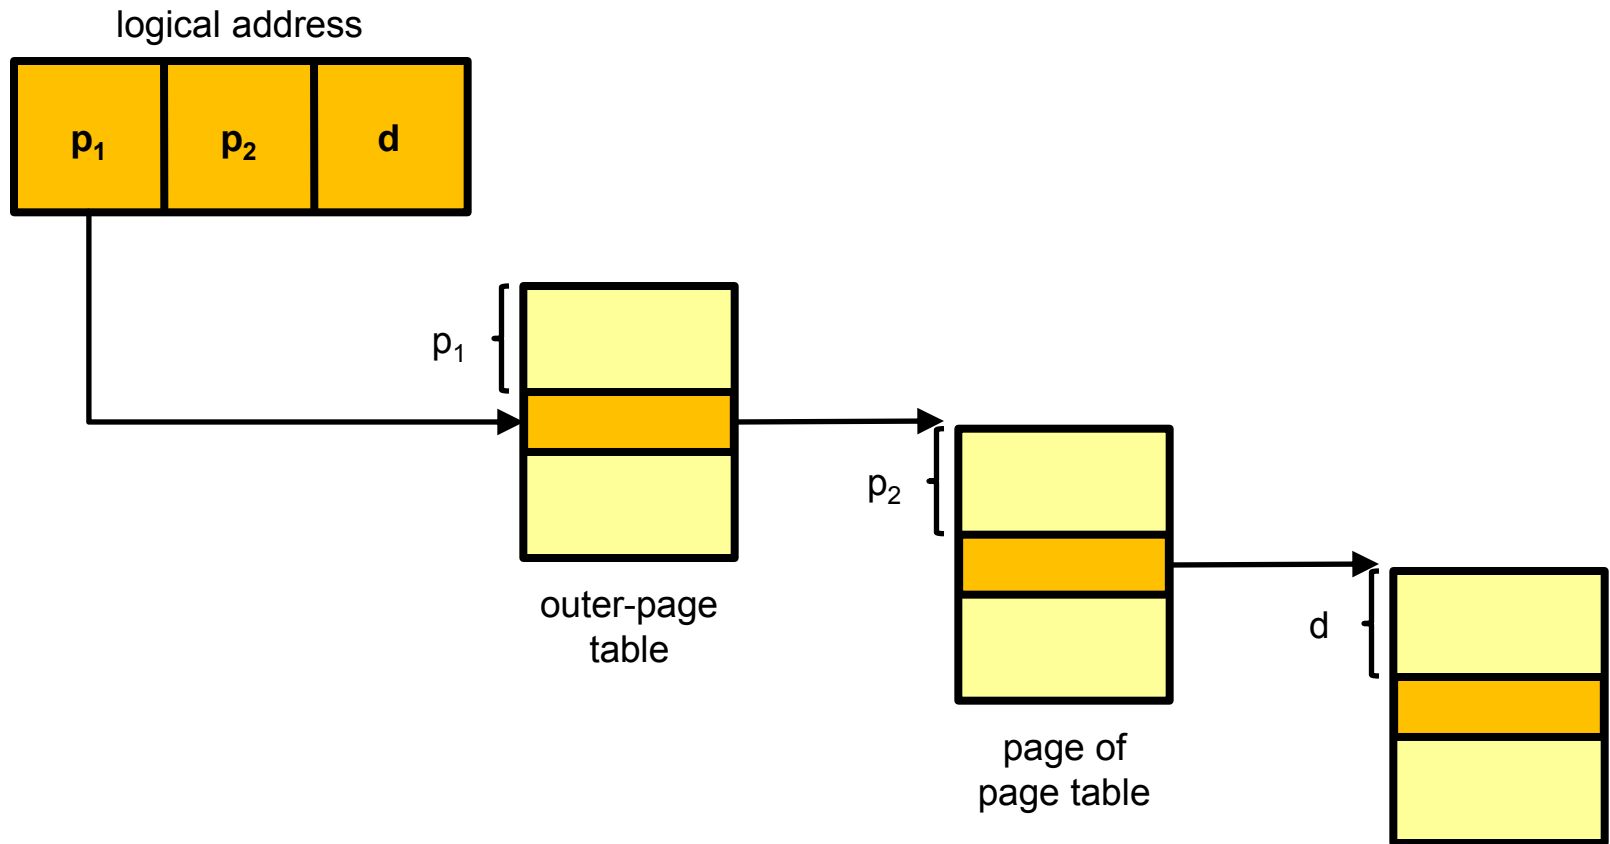 logical address
p₁ p₂ d
p₁
outer-page
table
p₂
page of
page table
d